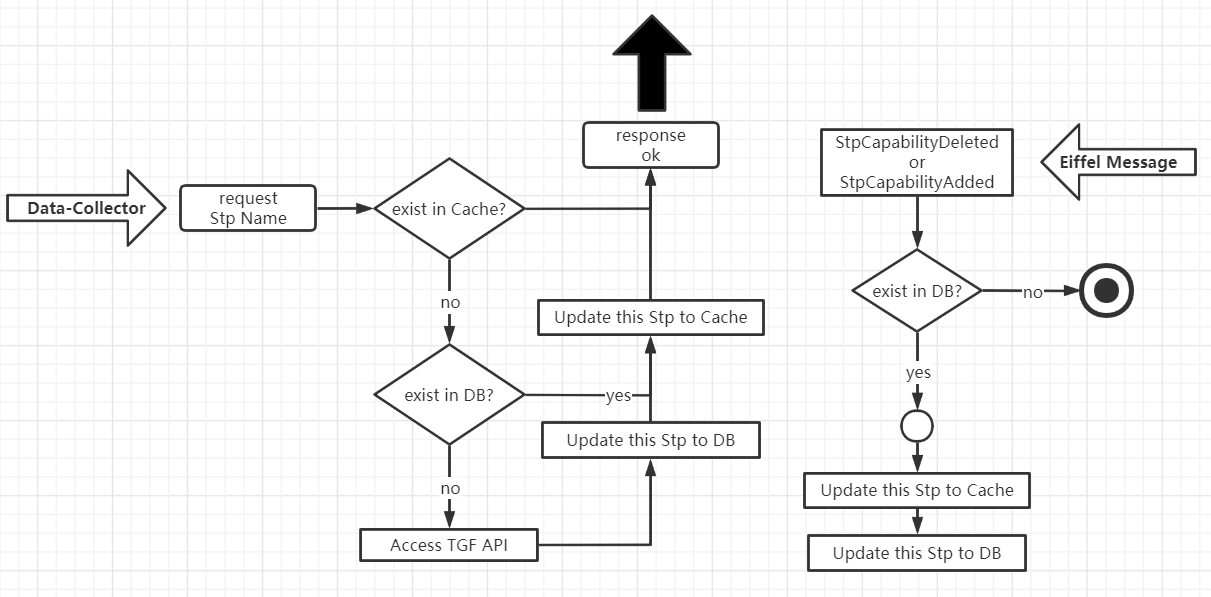 response
ok
StpCapabilityDeleted
or
StpCapabilityAdded
Eiffel Message
Data-Collector
request
Stp Name
exist in Cache?
no
Update this Stp to Cache
exist in DB?
yes
Update this Stp to DB
no
Access TGF API
exist in DB?
no
yes
Update this Stp to Cache
Update this Stp to DB